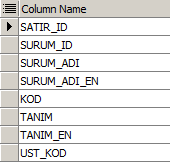 Column Name
SATIR_ID
SURUM_ID
SURUM_ADI
SURUM_ADI_EN
KOD
TANIM
TANIM_EN
UST_KOD